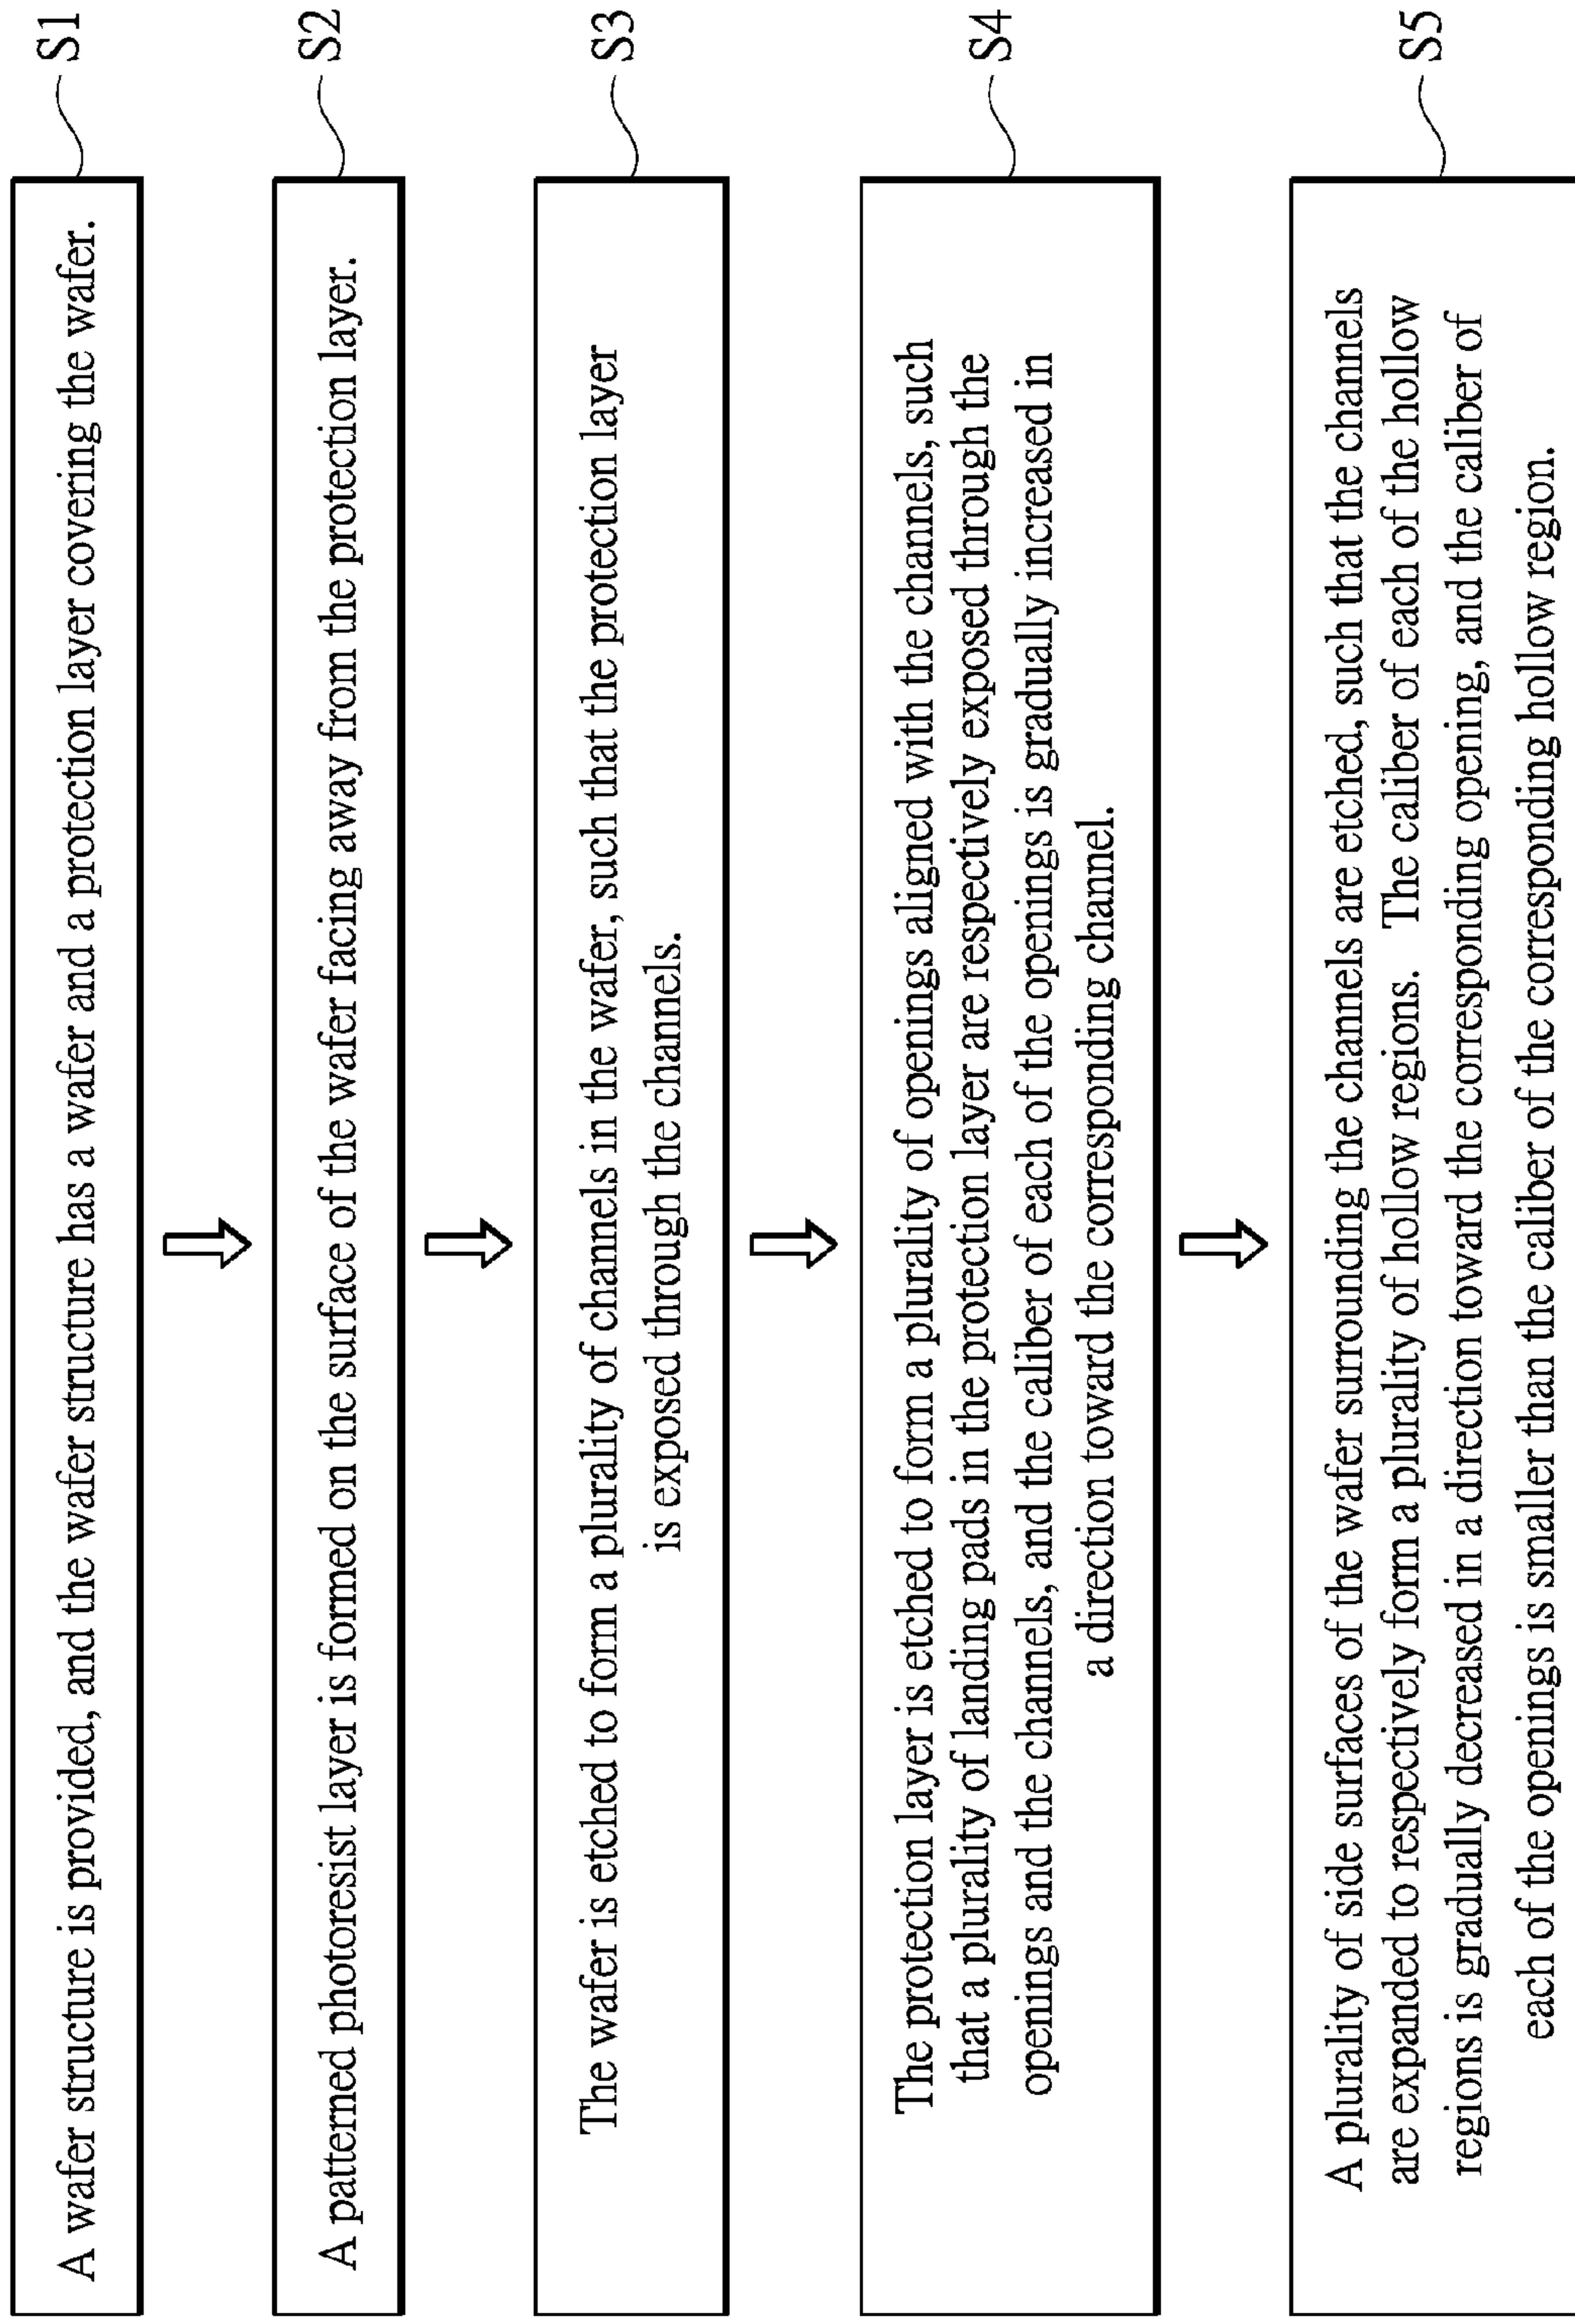 A wafer structure is provided, and the wafer structure has a wafer and a protection layer covering the wafer.
S1
A patterned photoresist layer is formed on the surface of the wafer facing away from the protection layer.
S2
The wafer is etched to form a plurality of channels in the wafer, such that the protection layer
is exposed through the channels.
S3
The protection layer is etched to form a plurality of openings aligned with the channels, such
that a plurality of landing pads in the protection layer are respectively exposed through the
openings and the channels, and the caliber of each of the openings is gradually increased in
a direction toward the corresponding channel.
S4
A plurality of side surfaces of the wafer surrounding the channels are etched, such that the channels
are expanded to respectively form a plurality of hollow regions. The caliber of each of the hollow
regions is gradually decreased in a direction toward the corresponding opening, and the caliber of
each of the openings is smaller than the caliber of the corresponding hollow region.
S5